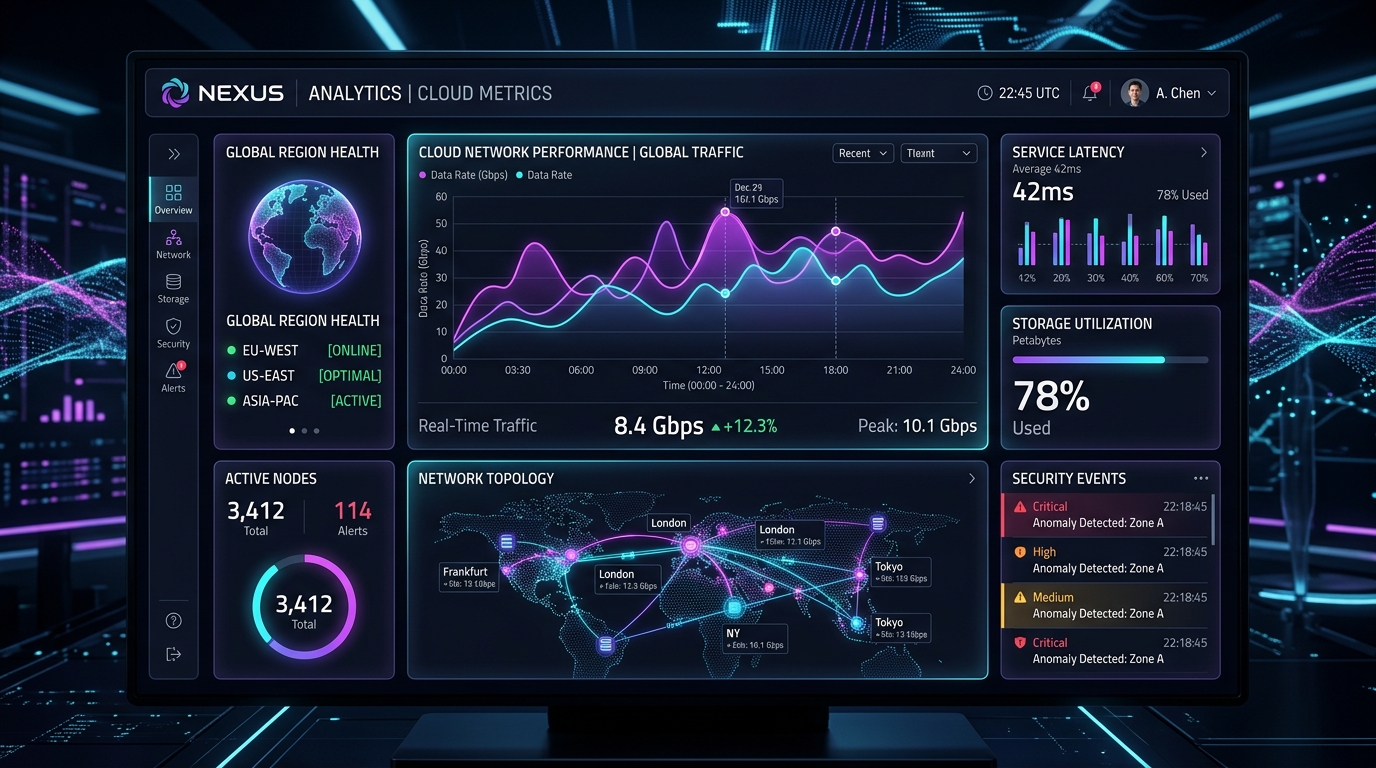 NEXUS
ANALYTICS | CLOUD METRICS
22:45 UTC
A. Chen
Overview
Network
Storage
Security
Alerts
GLOBAL REGION HEALTH
GLOBAL REGION HEALTH
EU-WEST [ONLINE]
US-EAST [OPTIMAL]
ASIA-PAC [ACTIVE]
CLOUD NETWORK PERFORMANCE | GLOBAL TRAFFIC
Recent
Data Rate (Gbps) Data Rate
Dec. 29
60
50
40
30
20
10
0
00:00 03:30 06:00 09:00 12:00 15:00 18:00 21:00 24:00
Time (00:00 - 24:00)
Real-Time Traffic 8.4 Gbps +12.3% Peak: 10.1 Gbps
SERVICE LATENCY
Average 42ms
42ms 78% Used
42% 20% 30% 40% 60% 70%
STORAGE UTILIZATION
Petabytes
78%
Used
ACTIVE NODES
3,412 114
Total Alerts
3,412
Total
NETWORK TOPOLOGY
London
London
Frankfurt
London
Tokyo
Tokyo
NY
SECURITY EVENTS
Critical 22:18:45
Anomaly Detected: Zone A
High 22:18:45
Anomaly Detected: Zone A
Medium 22:18:45
Anomaly Detected: Zone A
Critical 22:18:45
Anomaly Detected: Zone A